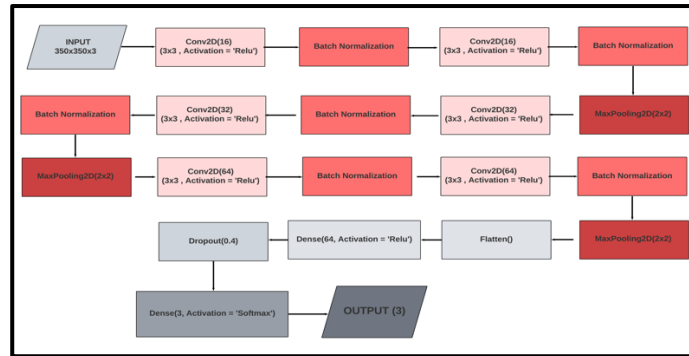 INPUT
350x350x3
Conv2D(16)
(3x3 , Activation = 'Relu')
Batch Normalization
Conv2D(16)
(3x3 , Activation = 'Relu')
Batch Normalization
MaxPooling2D(2x2)
Conv2D(32)
(3x3 , Activation = 'Relu')
Batch Normalization
Conv2D(32)
(3x3 , Activation = 'Relu')
Batch Normalization
MaxPooling2D(2x2)
Conv2D(64)
(3x3 , Activation = 'Relu')
Batch Normalization
Conv2D(64)
(3x3 , Activation = 'Relu')
Batch Normalization
MaxPooling2D(2x2)
Flatten()
Dense(64, Activation = 'Relu')
Dropout(0.4)
Dense(3, Activation = 'Softmax')
OUTPUT (3)